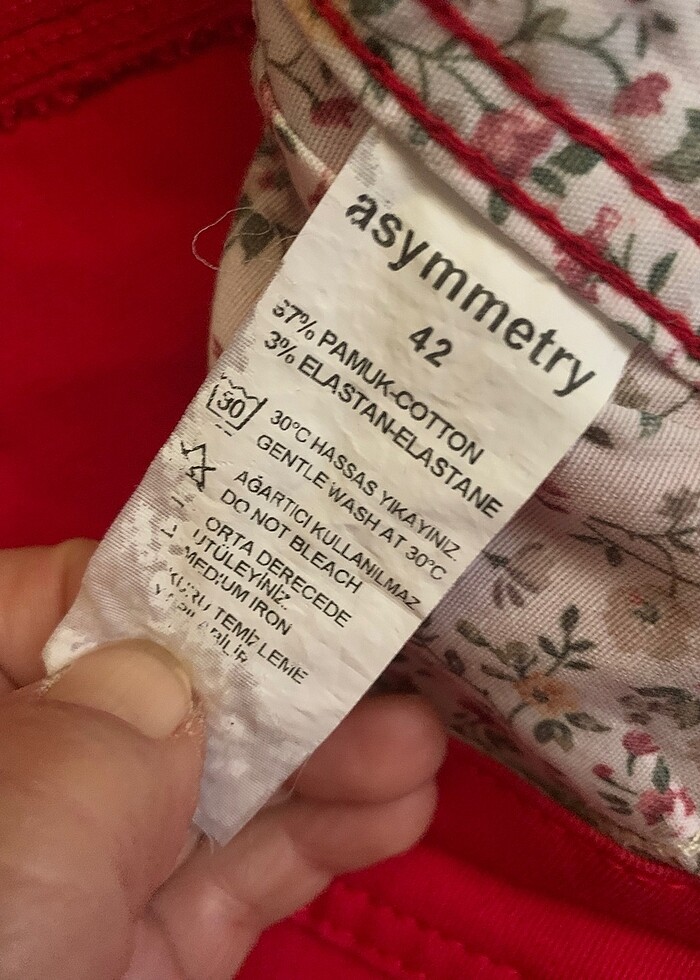 asymmetry
42
97% PAMUK-COTTON
3% ELASTAN-ELASTANE
30
30°C HASSAS YIKAYINIZ.
GENTLE WASH AT 30°C
AĞARTICI KULLANILMAZ
DO NOT BLEACH
ORTA DERECEDE
ÜTÜLEYİNİZ.
MEDIUM IRON
KURU TEMİZLEME